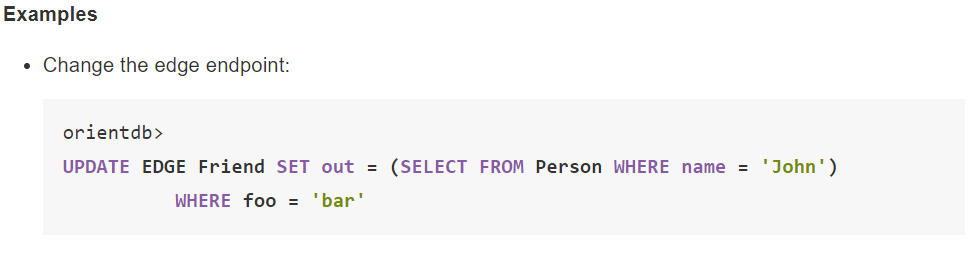 Examples
• Change the edge endpoint:
orientdb>
UPDATE EDGE Friend SET out = (SELECT FROM Person WHERE name = 'John')
WHERE foo = 'bar'